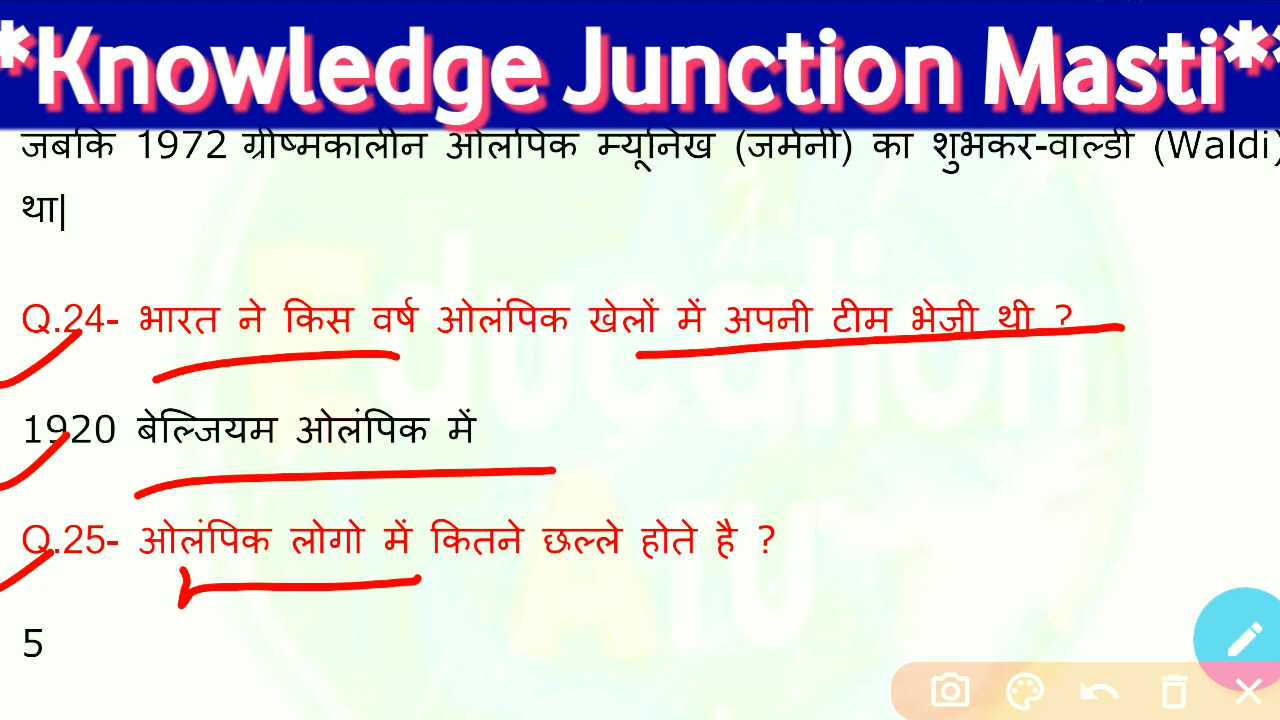 *Knowledge Junction Masti**
जबकि 1972 ग्रीष्मकालीन ओलंपिक म्यूनिख (जर्मनी) का शुभंकर-वाल्डी (Waldi)
था|
Q.24- भारत ने किस वर्ष ओलंपिक खेलों में अपनी टीम भेजी थी ?
1920 बेल्जियम ओलंपिक में
Q.25- ओलंपिक लोगो में कितने छल्ले होते है ?
5
Education